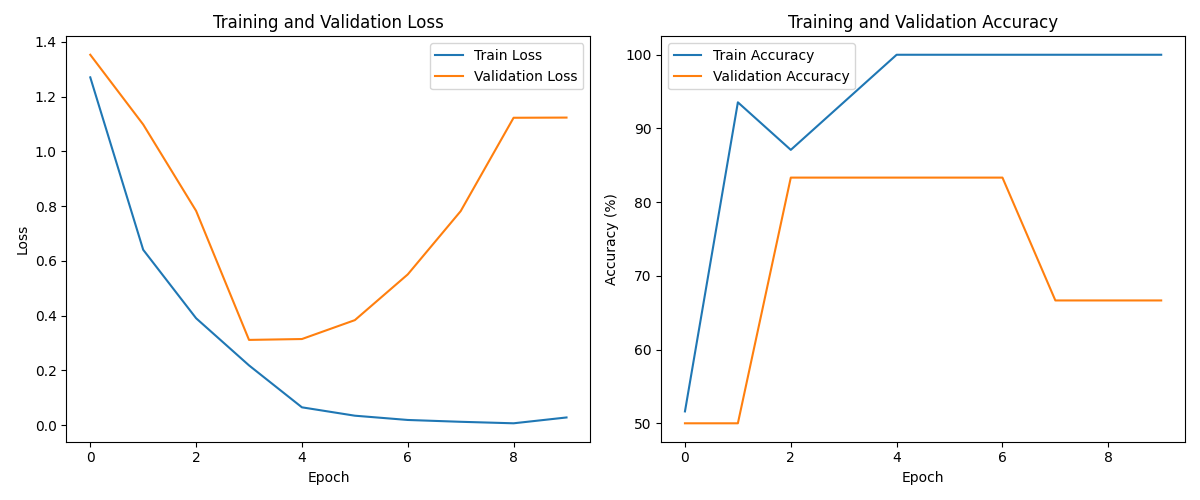 Training and Validation Loss
Train Loss
Validation Loss
1.4
1.2
1.0
0.8
0.6
0.4
0.2
0.0
Loss
0 2 4 6 8
Epoch
Training and Validation Accuracy
Train Accuracy
Validation Accuracy
100
90
80
70
60
50
Accuracy (%)
0 2 4 6 8
Epoch